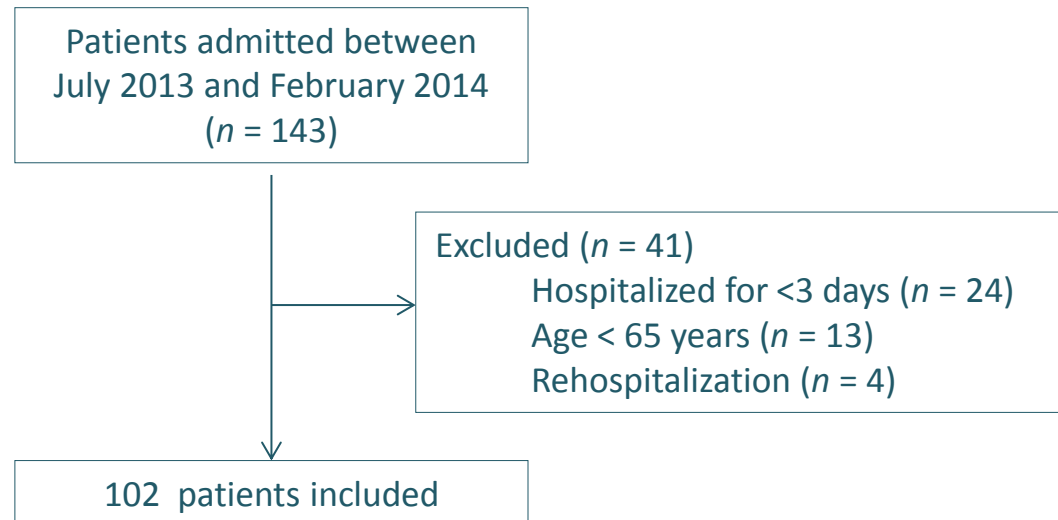 Patients admitted between
July 2013 and February 2014
(n = 143)
Excluded (n = 41)
Hospitalized for <3 days (n = 24)
Age < 65 years (n = 13)
Rehospitalization (n = 4)
102 patients included